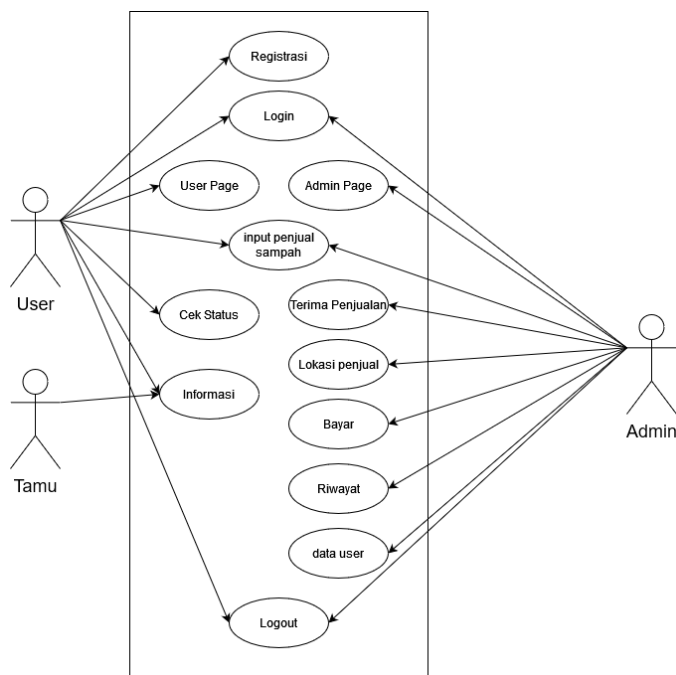 Registrasi
Login
User Page
Admin Page
input penjual
sampah
User
Cek Status
Terima Penjualan
Lokasi penjual
Informasi
Bayar
Admin
Tamu
Riwayat
data user
Logout